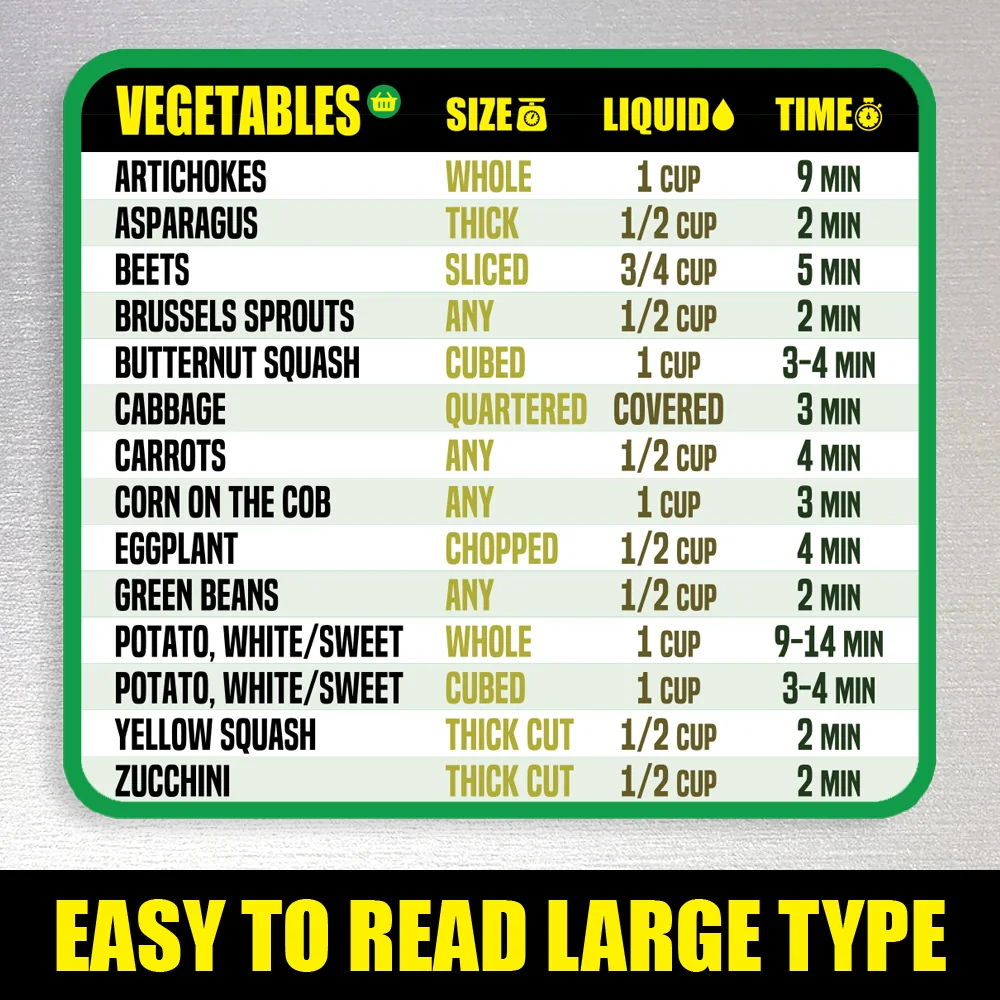 VEGETABLES SIZE LIQUID TIME
ARTICHOKES WHOLE 1 CUP 9 MIN
ASPARAGUS THICK 1/2 CUP 2 MIN
BEETS SLICED 3/4 CUP 5 MIN
BRUSSELS SPROUTS ANY 1/2 CUP 2 MIN
BUTTERNUT SQUASH CUBED 1 CUP 3-4 MIN
CABBAGE QUARTERED COVERED 3 MIN
CARROTS ANY 1/2 CUP 4 MIN
CORN ON THE COB ANY 1 CUP 3 MIN
EGGPLANT CHOPPED 1/2 CUP 4 MIN
GREEN BEANS ANY 1/2 CUP 2 MIN
POTATO, WHITE/SWEET WHOLE 1 CUP 9-14 MIN
POTATO, WHITE/SWEET CUBED 1 CUP 3-4 MIN
YELLOW SQUASH THICK CUT 1/2 CUP 2 MIN
ZUCCHINI THICK CUT 1/2 CUP 2 MIN
EASY TO READ LARGE TYPE